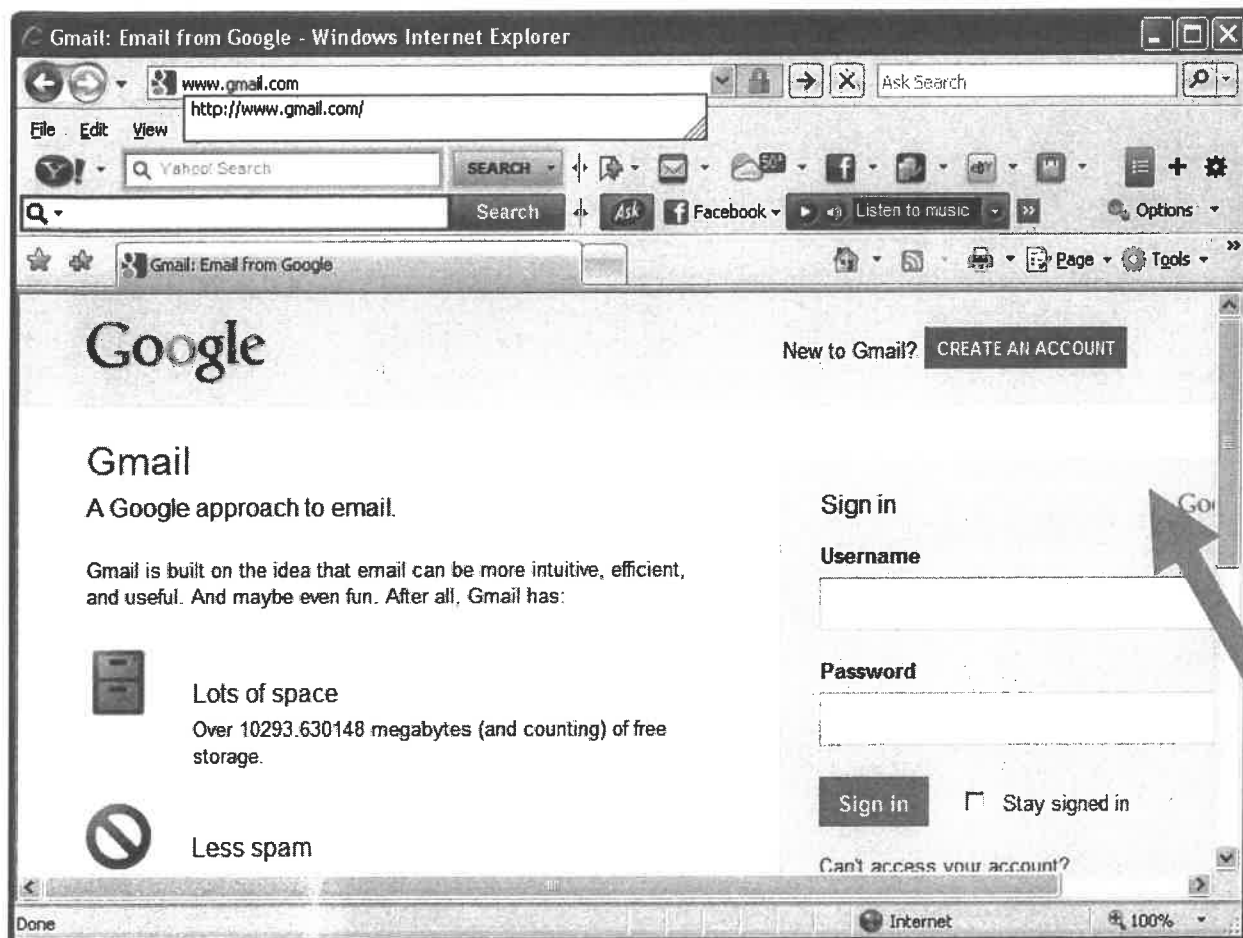 Gmail: Email from Google - Windows Internet Explorer
www.gmail.com
Ask Search
http://www.gmail.com/
File Edit View
Y! Yahoo! Search SEARCH
Search Ask Facebook Listen to music Options
Gmail: Email from Google Page Tools
Google
New to Gmail? CREATE AN ACCOUNT
Gmail
A Google approach to email.
Gmail is built on the idea that email can be more intuitive, efficient,
and useful. And maybe even fun. After all, Gmail has:
Lots of space
Over 10293.630148 megabytes (and counting) of free
storage.
Less spam
Sign in Goo
Username
Password
Sign in Stay signed in
Can't access your account?
Done Internet 100%